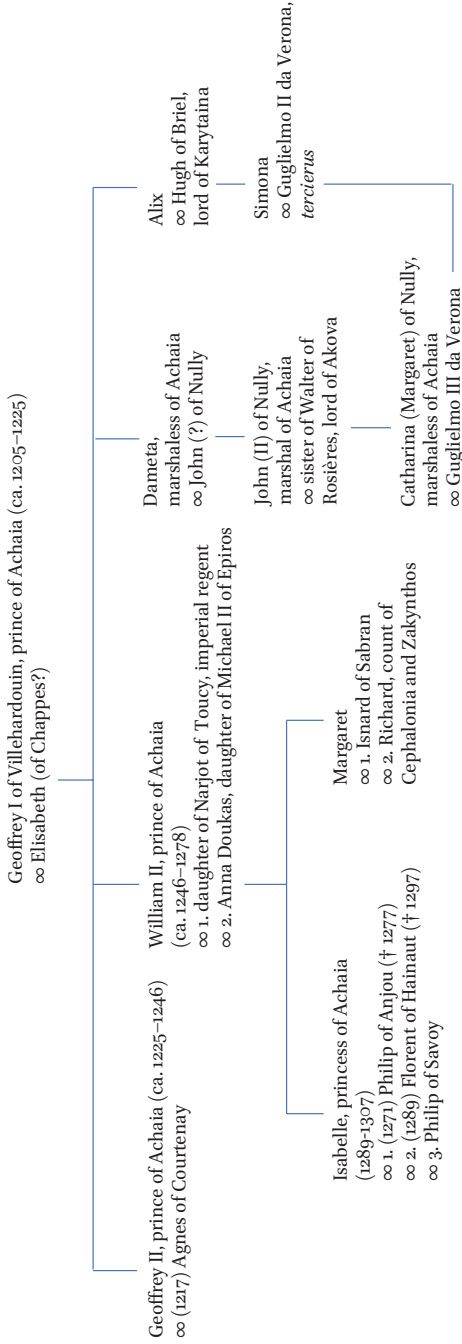 Geoffrey I of Villehardouin, prince of Achaia (ca. 1205–1225)
∞ Elisabeth (of Chappes?)
Geoffrey II, prince of Achaia (ca. 1225–1246)
∞ (1217) Agnes of Courtenay
William II, prince of Achaia
(ca. 1246–1278)
∞ 1. daughter of Narjot of Toucy, imperial regent
∞ 2. Anna Doukas, daughter of Michael II of Epiros
Dameta,
marshaless of Achaia
∞ John (?) of Nully
Alix
∞ Hugh of Briel,
lord of Karytaina
John (II) of Nully,
marshal of Achaia
∞ sister of Walter of
Rosières, lord of Akova
Simona
∞ Guglielmo II da Verona,
tercierus
Isabelle, princess of Achaia
(1289-1307)
∞ 1. (1271) Philip of Anjou († 1277)
∞ 2. (1289) Florent of Hainaut († 1297)
∞ 3. Philip of Savoy
Margaret
∞ 1. Isnard of Sabran
∞ 2. Richard, count of
Cephalonia and Zakynthos
Catharina (Margaret) of Nully,
marshaless of Achaia
∞ Guglielmo III da Verona